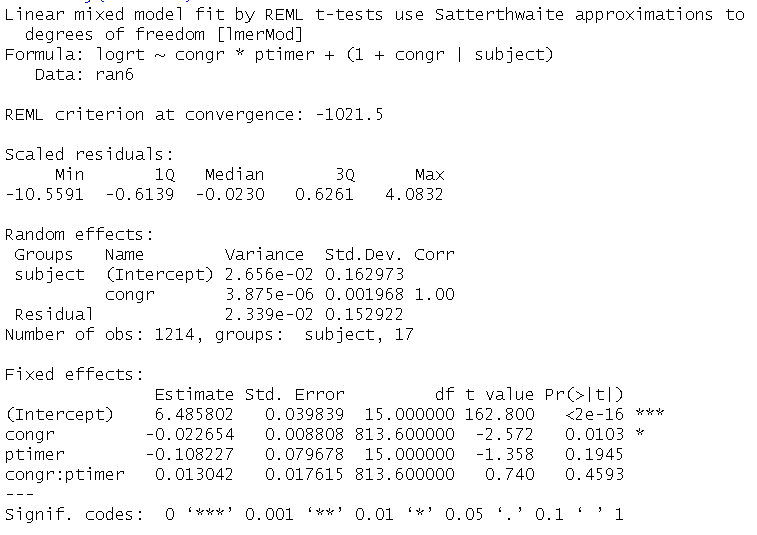 Linear mixed model fit by REML t-tests use Satterthwaite approximations to
  degrees of freedom [lmerMod]
Formula: logrt ~ congr * ptimer + (1 + congr | subject)
   Data: ran6

REML criterion at convergence: -1021.5

Scaled residuals:
     Min       1Q   Median       3Q      Max
-10.5591  -0.6139  -0.0230   0.6261   4.0832

Random effects:
 Groups   Name        Variance  Std.Dev. Corr
 subject  (Intercept) 2.656e-02 0.162973
          congr       3.875e-06 0.001968 1.00
 Residual             2.339e-02 0.152922
Number of obs: 1214, groups:  subject, 17

Fixed effects:
               Estimate Std. Error         df t value Pr(>|t|)
(Intercept)    6.485802   0.039839  15.000000 162.800   <2e-16 ***
congr         -0.022654   0.008808 813.600000  -2.572   0.0103 *
ptimer        -0.108227   0.079678  15.000000  -1.358   0.1945
congr:ptimer   0.013042   0.017615 813.600000   0.740   0.4593
---
Signif. codes:  0 ‘***’ 0.001 ‘**’ 0.01 ‘*’ 0.05 ‘.’ 0.1 ‘ ’ 1